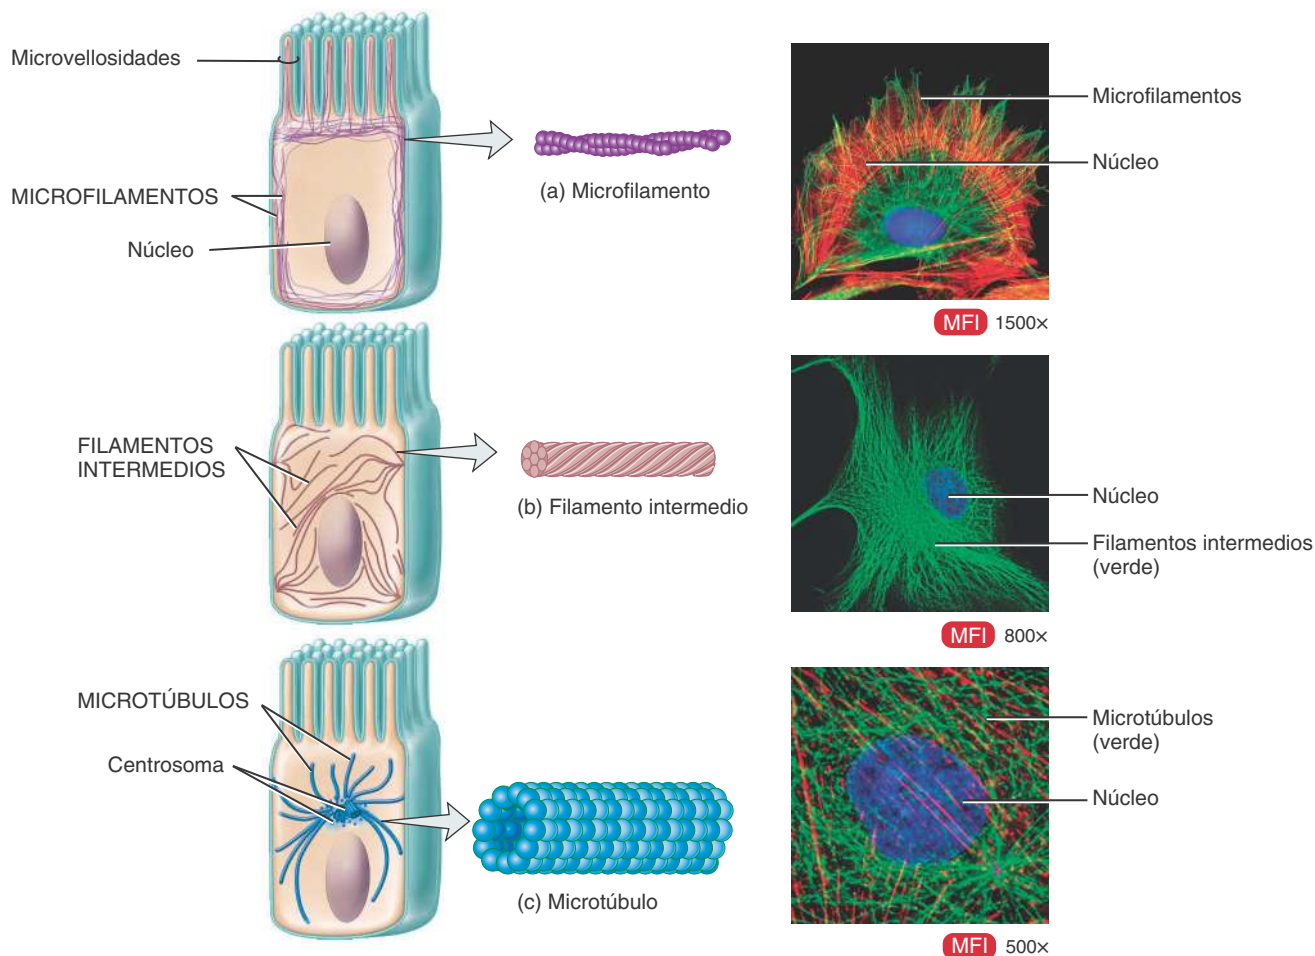 Microvellosidades
MICROFILAMENTOS
Núcleo
(a) Microfilamento
Microfilamentos
Núcleo
MFI 1500×
FILAMENTOS
INTERMEDIOS
(b) Filamento intermedio
Núcleo
Filamentos intermedios
(verde)
MFI 800×
MICROTÚBULOS
Centrosoma
(c) Microtúbulo
Microtúbulos
(verde)
Núcleo
MFI 500×